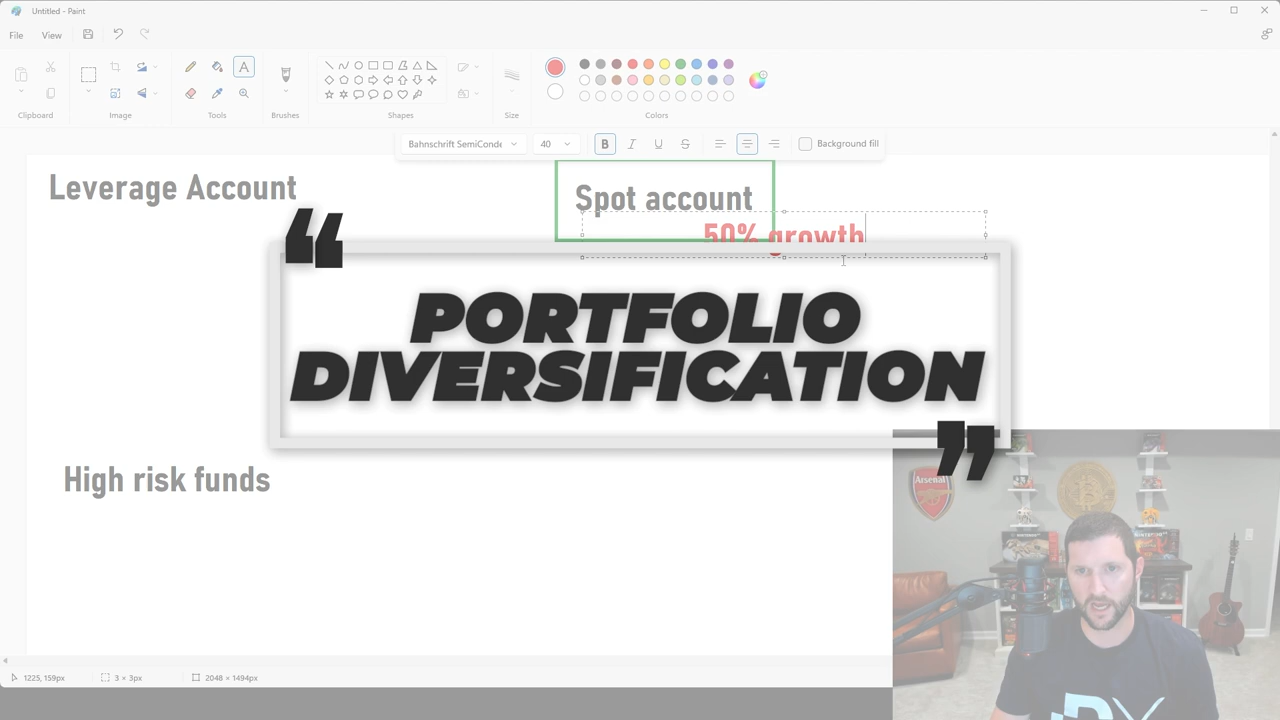 Untitled - Paint
File View
Clipboard Image Tools Brushes Shapes Size Colors
Bahnschrift SemiConde 40 B I U S Background fill
Leverage Account
Spot account
50% growth
“
PORTFOLIO
DIVERSIFICATION
”
High risk funds
Arsenal
1225, 159px 3 × 3px 2048 × 1494px